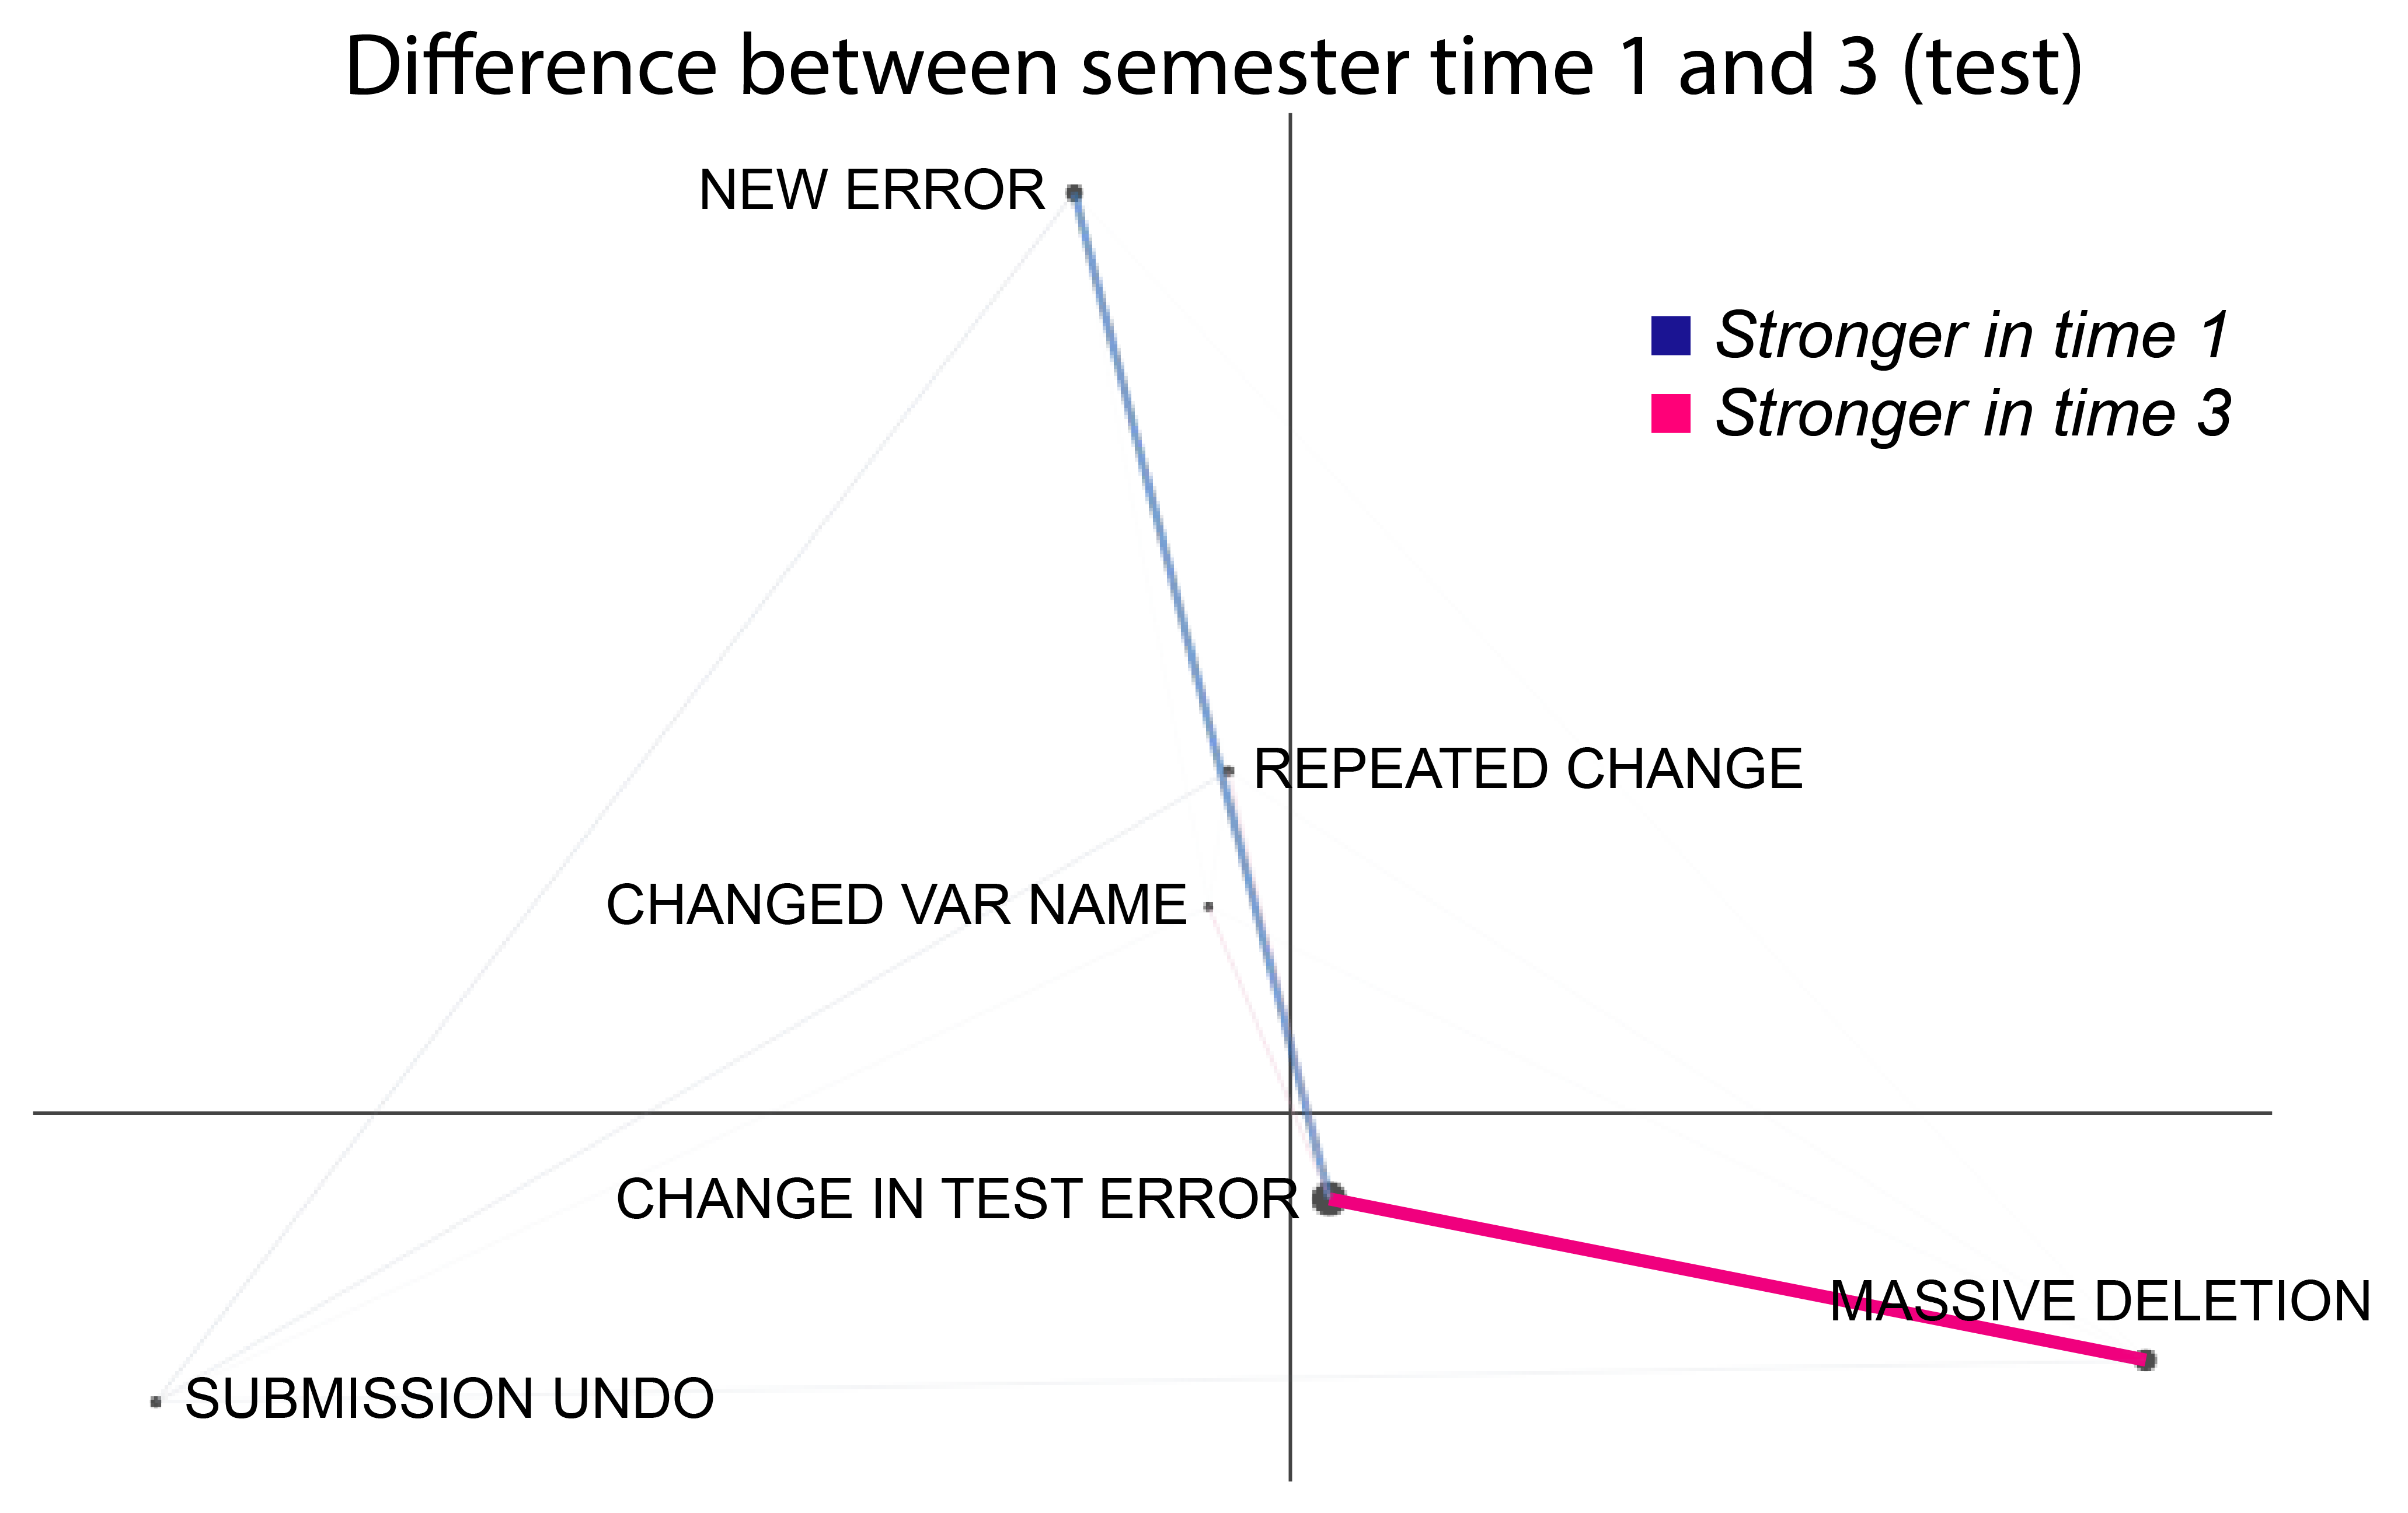 Difference between semester time 1 and 3 (test)
NEW ERROR
Stronger in time 1
Stronger in time 3
REPEATED CHANGE
CHANGED VAR NAME
CHANGE IN TEST ERROR
MASSIVE DELETION
SUBMISSION UNDO